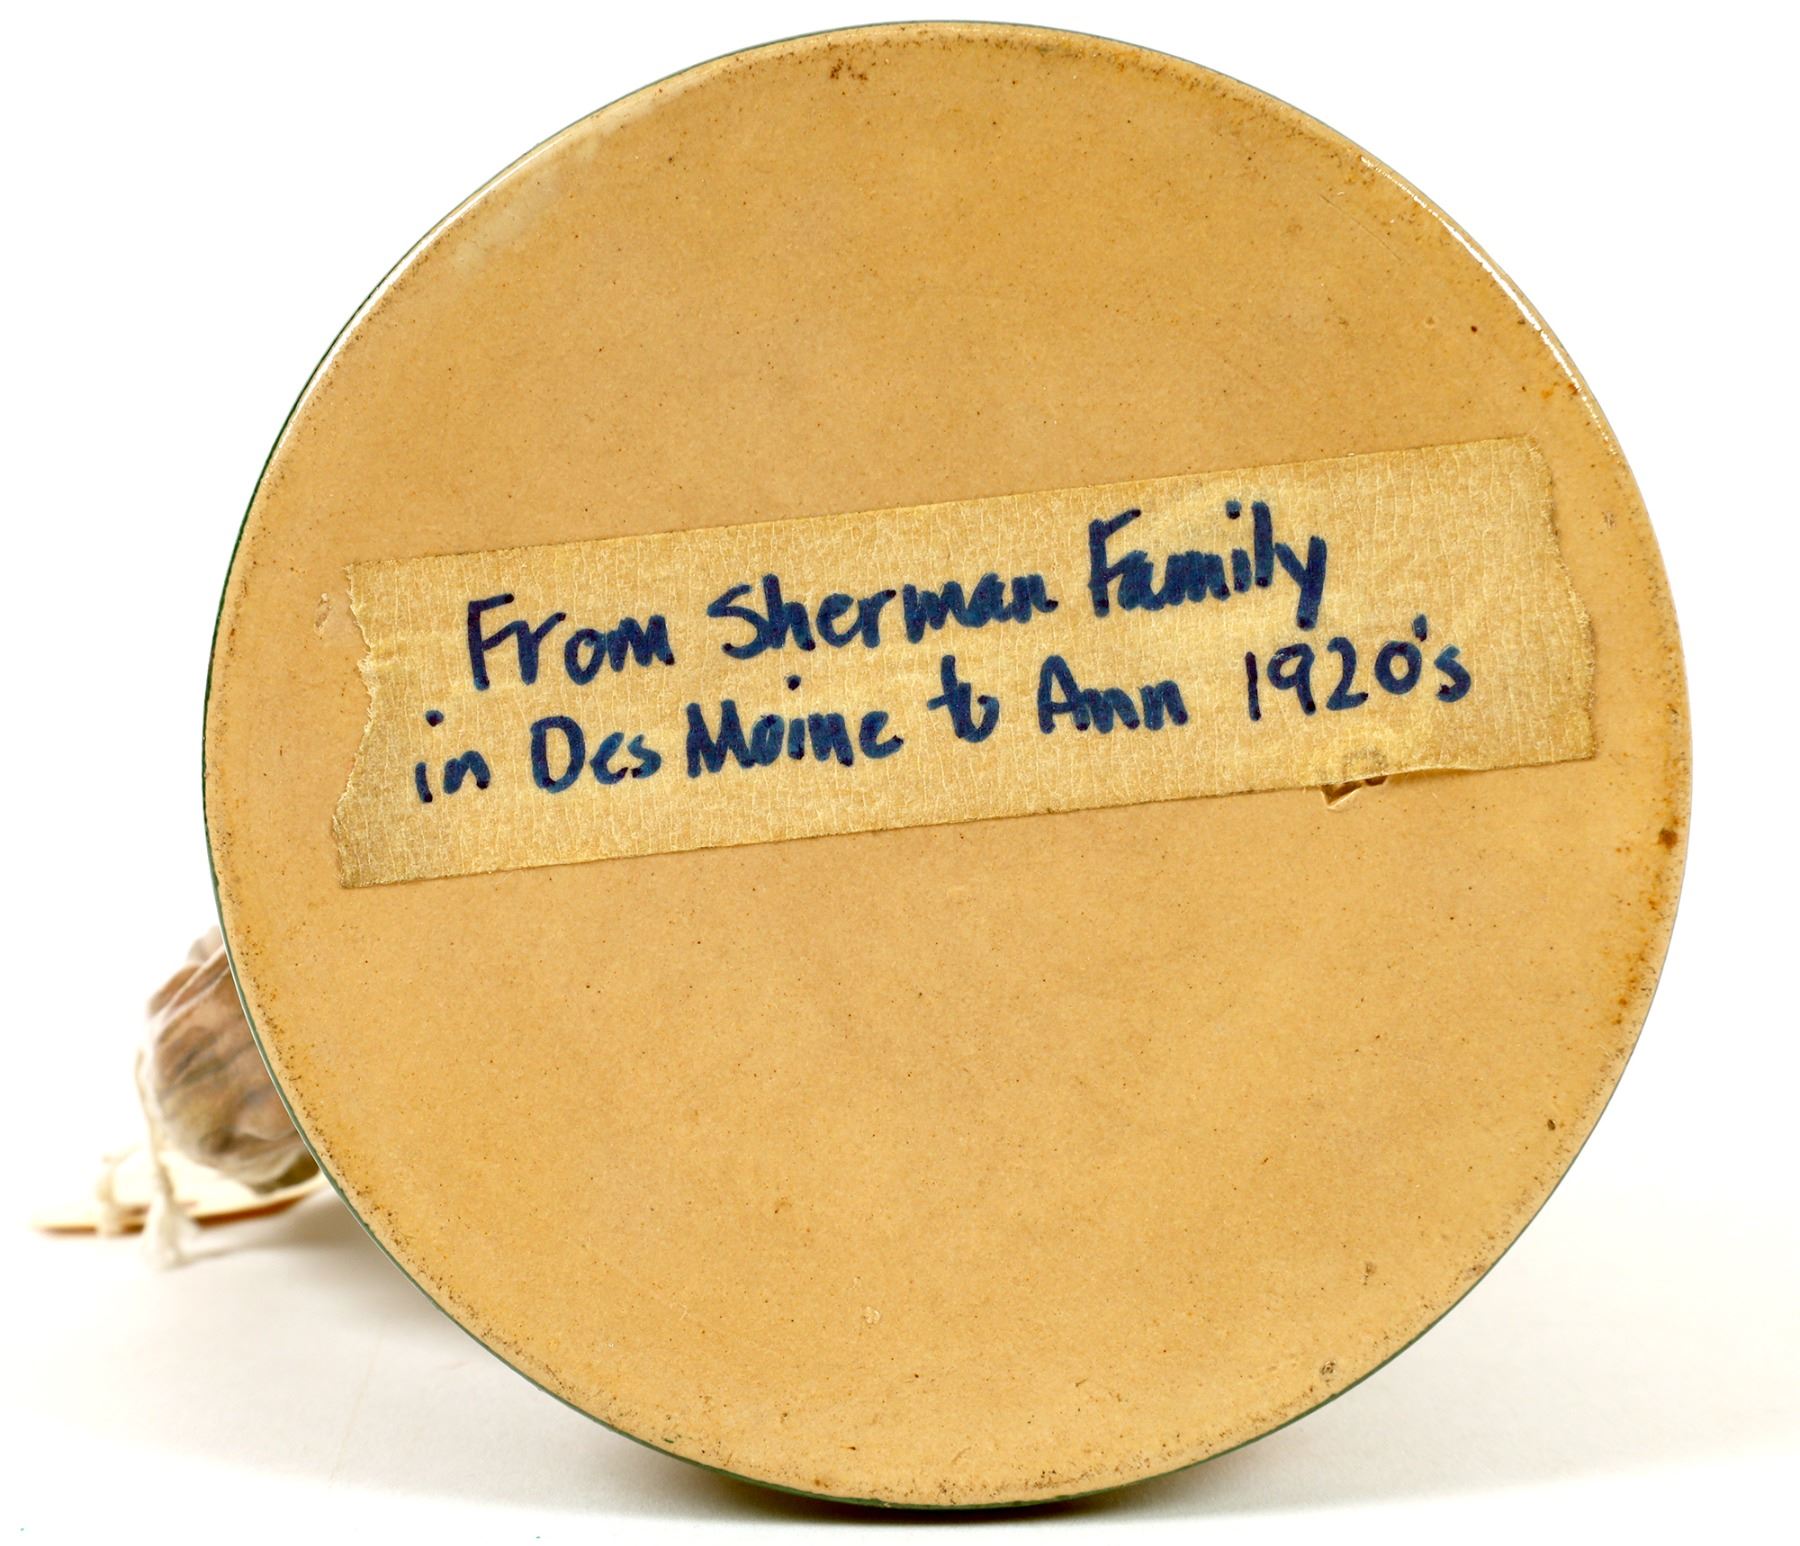 From Sherman Family
in Des Moine to Ann 1920's